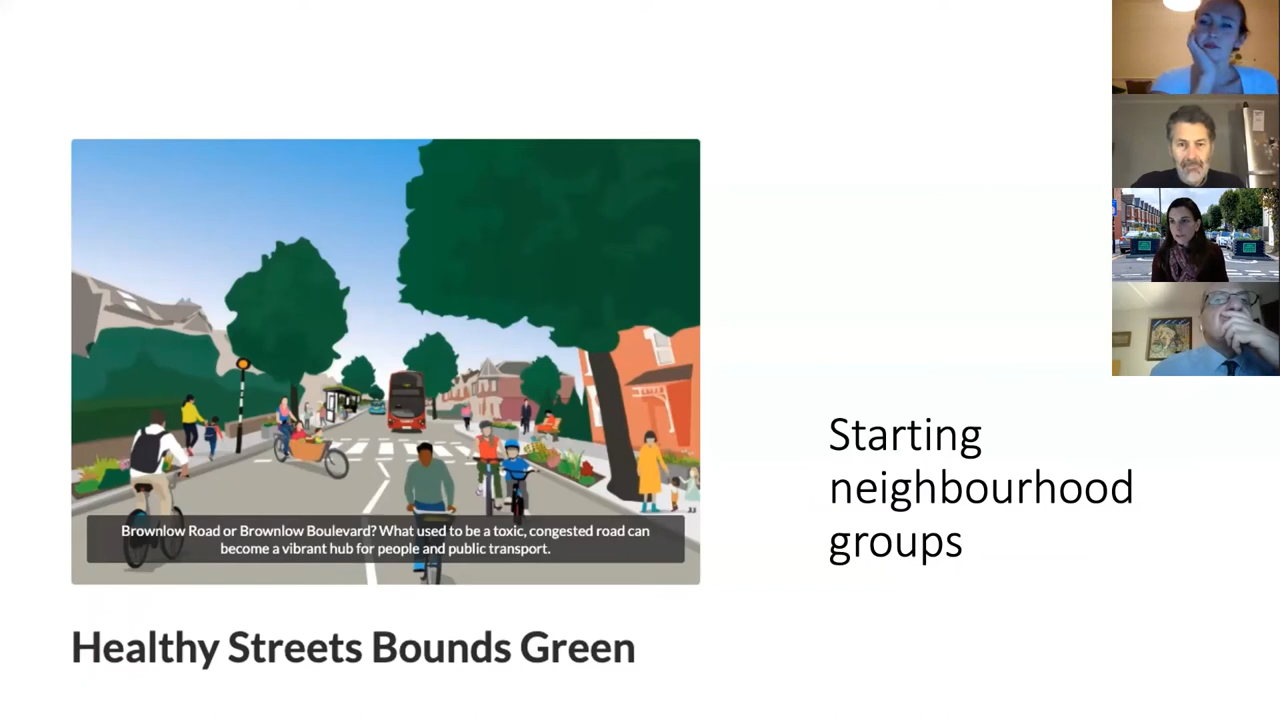 Brownlow Road or Brownlow Boulevard? What used to be a toxic, congested road can
become a vibrant hub for people and public transport.
Starting
neighbourhood
groups
Healthy Streets Bounds Green